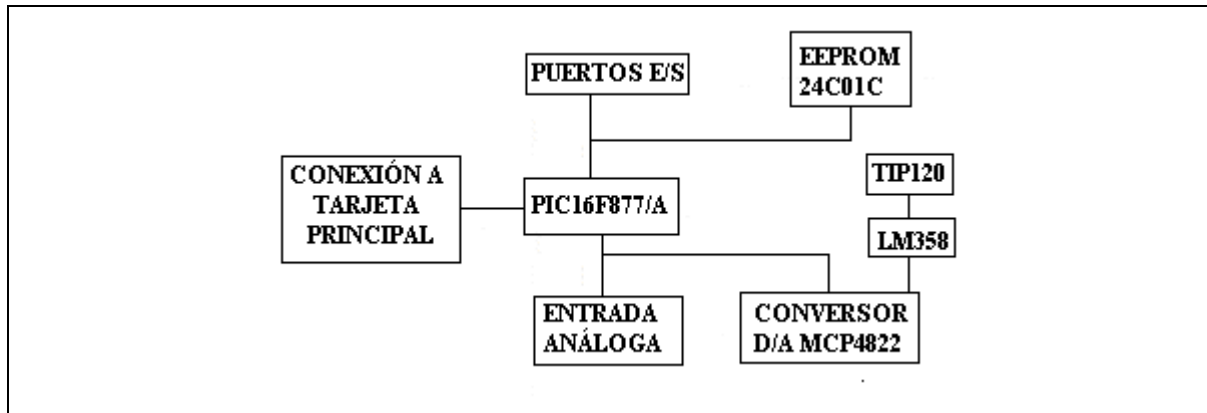 PUERTOS E/S
EEPROM
24C01C
CONEXIÓN A
TARJETA
PRINCIPAL
PIC16F877/A
TIP120
LM358
ENTRADA
ANÁLOGA
CONVERSOR
D/A MCP4822